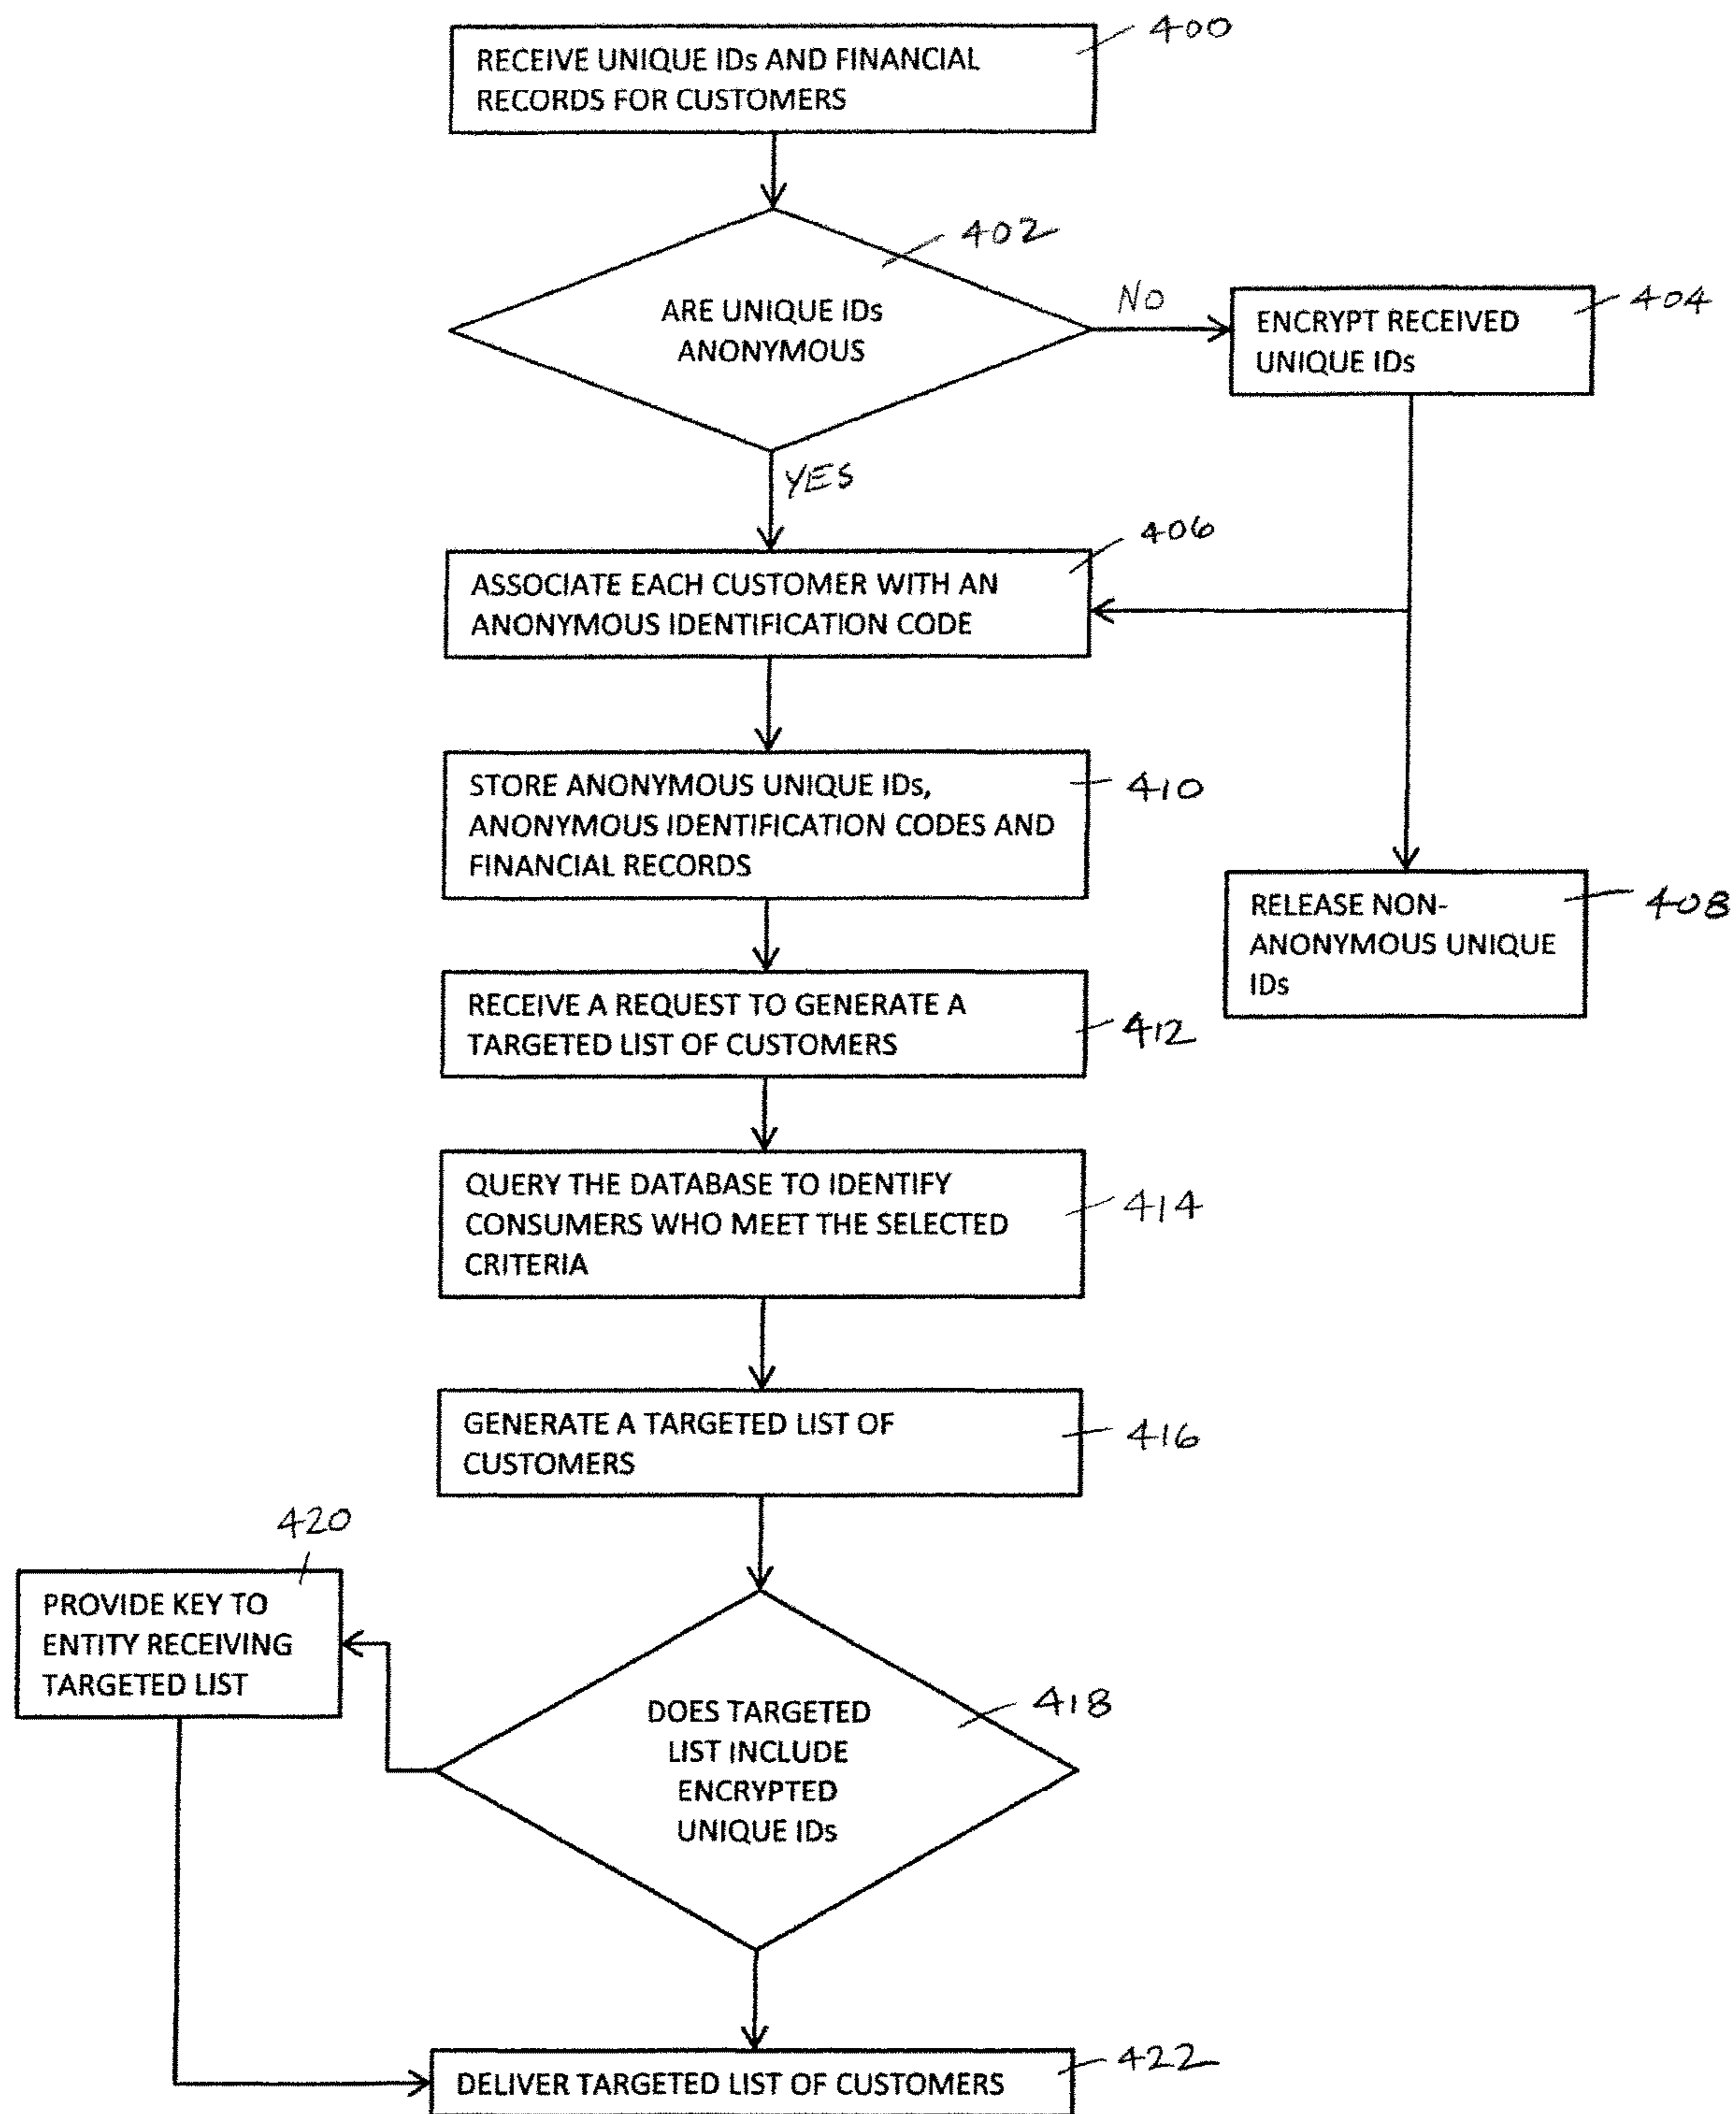 400
RECEIVE UNIQUE IDs AND FINANCIAL
RECORDS FOR CUSTOMERS
402
ARE UNIQUE IDs
ANONYMOUS
NO
404
ENCRYPT RECEIVED
UNIQUE IDs
YES
406
ASSOCIATE EACH CUSTOMER WITH AN
ANONYMOUS IDENTIFICATION CODE
STORE ANONYMOUS UNIQUE IDs,
ANONYMOUS IDENTIFICATION CODES AND
FINANCIAL RECORDS
410
RELEASE NON-
ANONYMOUS UNIQUE
IDs
408
RECEIVE A REQUEST TO GENERATE A
TARGETED LIST OF CUSTOMERS
412
QUERY THE DATABASE TO IDENTIFY
CONSUMERS WHO MEET THE SELECTED
CRITERIA
414
GENERATE A TARGETED LIST OF
CUSTOMERS
416
420
PROVIDE KEY TO
ENTITY RECEIVING
TARGETED LIST
DOES TARGETED
LIST INCLUDE
ENCRYPTED
UNIQUE IDs
418
DELIVER TARGETED LIST OF CUSTOMERS
422